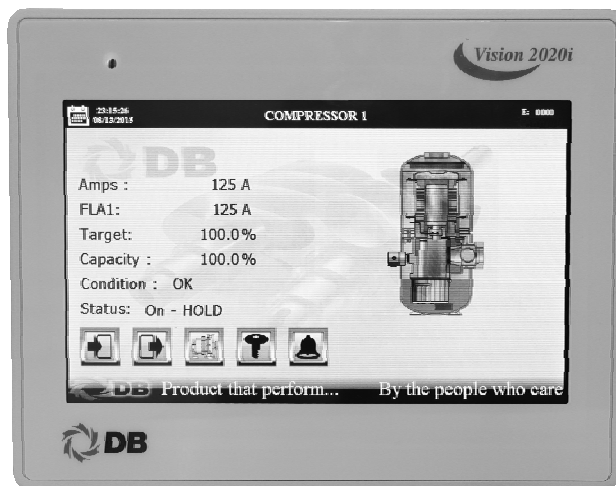 Vision 2020i
23:15:26
08/13/2015
COMPRESSOR 1
E: 0000
DB
Amps : 125 A
FLA1: 125 A
Target: 100.0%
Capacity : 100.0%
Condition : OK
Status: On - HOLD
DB Product that perform... By the people who care
DB